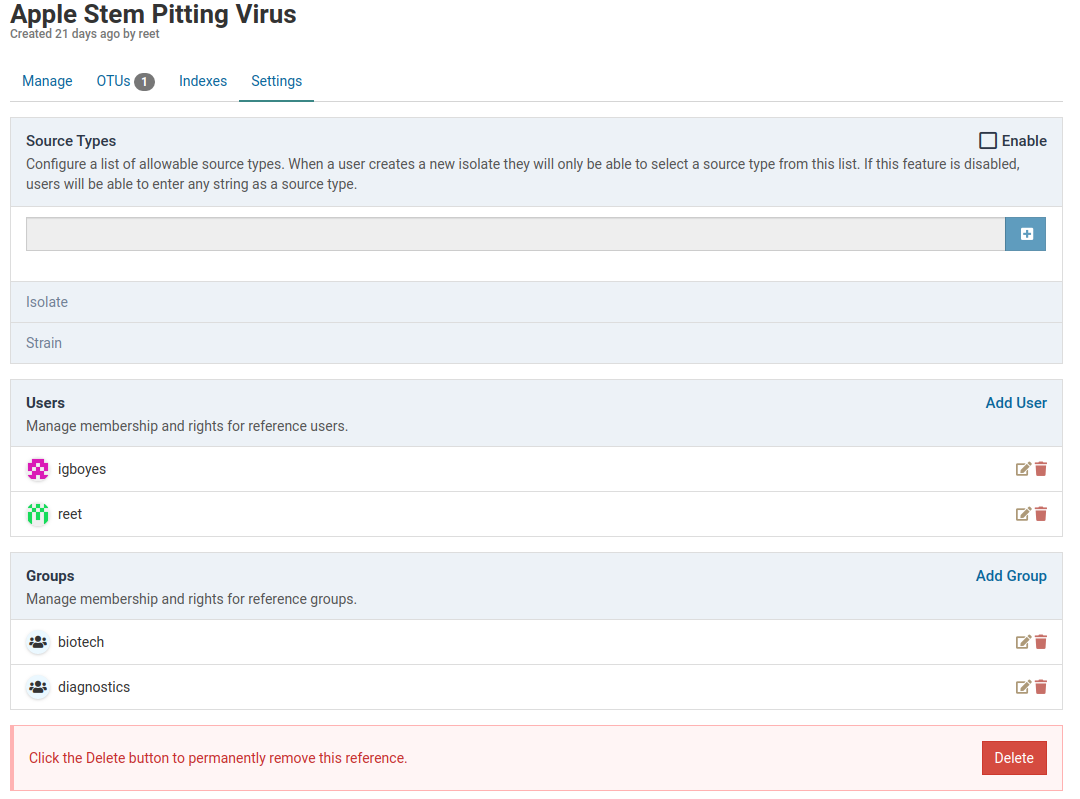 Apple Stem Pitting Virus
Created 21 days ago by reet
Manage OTUs 1 Indexes Settings
Source Types Enable
Configure a list of allowable source types. When a user creates a new isolate they will only be able to select a source type from this list. If this feature is disabled,
users will be able to enter any string as a source type.
Isolate
Strain
Users Add User
Manage membership and rights for reference users.
igboyes
reet
Groups Add Group
Manage membership and rights for reference groups.
biotech
diagnostics
Click the Delete button to permanently remove this reference. Delete